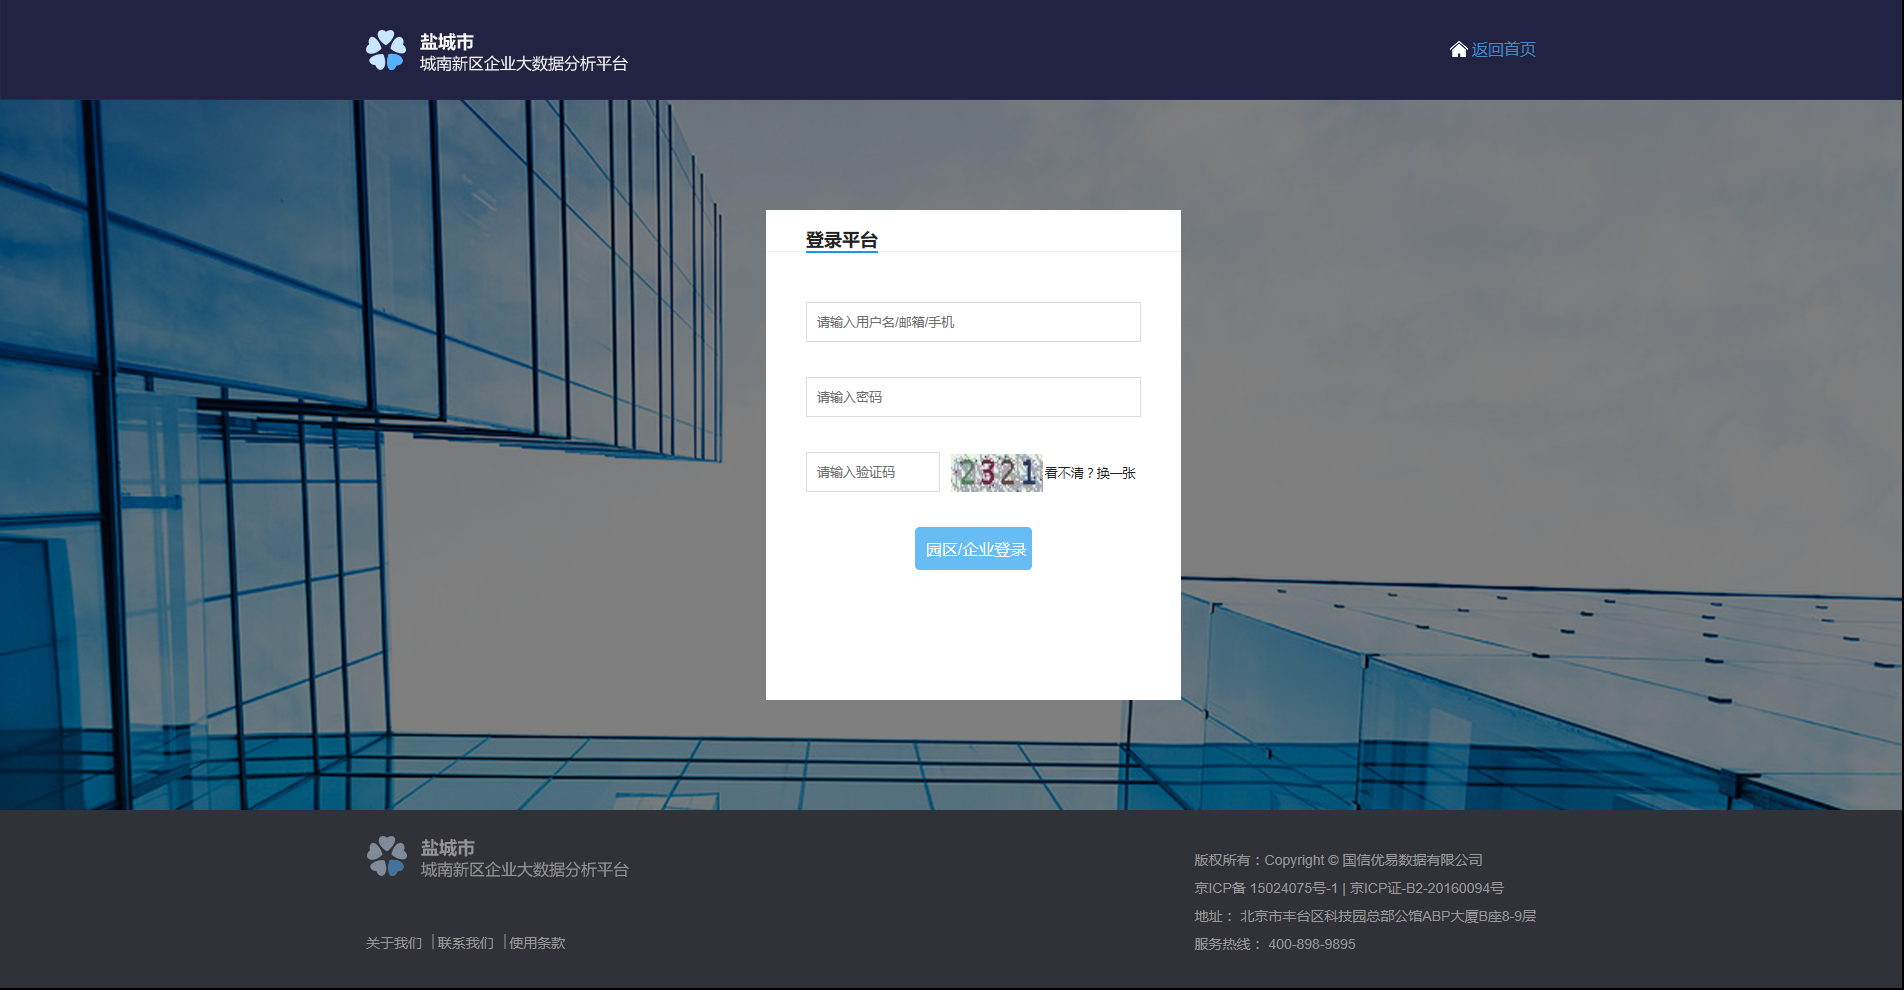 盐城市
城南新区企业大数据分析平台
返回首页
登录平台
请输入用户名/邮箱/手机
请输入密码
请输入验证码
2321
看不清？换一张
园区/企业登录
盐城市
城南新区企业大数据分析平台
关于我们 | 联系我们 | 使用条款
版权所有：Copyright © 国信优易数据有限公司
京ICP备 15024075号-1 | 京ICP证-B2-20160094号
地址： 北京市丰台区科技园总部公馆ABP大厦B座8-9层
服务热线： 400-898-9895